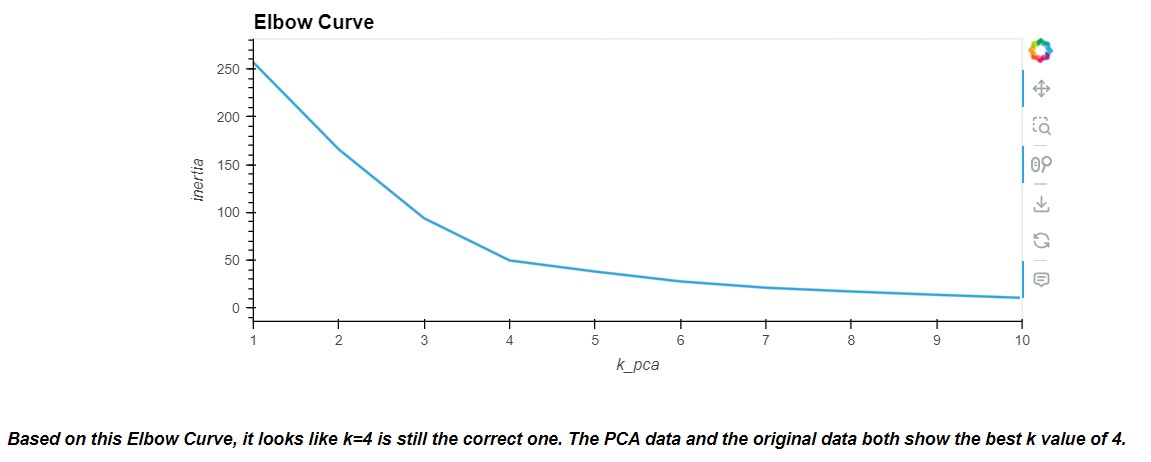 Elbow Curve
250
200
150
100
50
0
inertia
1 2 3 4 5 6 7 8 9 10
k_pca
Based on this Elbow Curve, it looks like k=4 is still the correct one. The PCA data and the original data both show the best k value of 4.